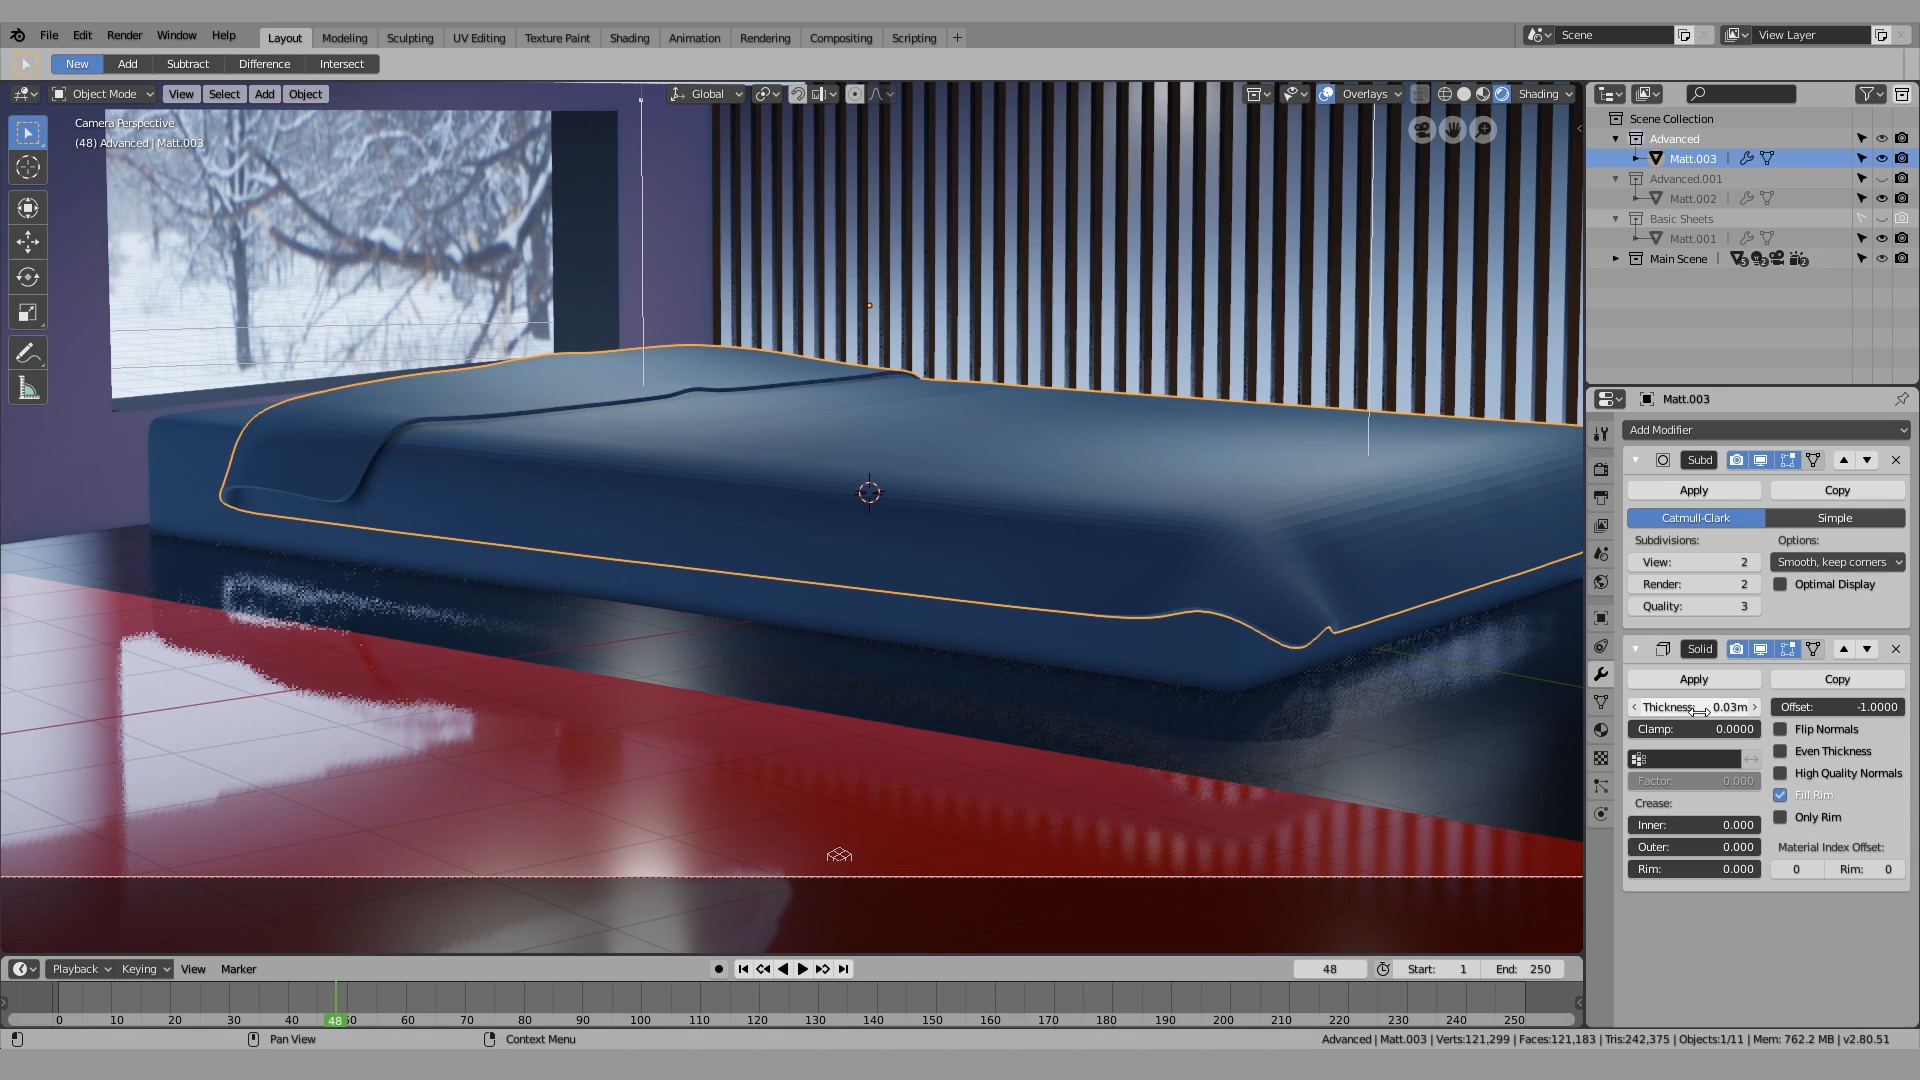 File Edit Render Window Help Layout Modeling Sculpting UV Editing Texture Paint Shading Animation Rendering Compositing Scripting + Scene View Layer
New Add Subtract Difference Intersect
Object Mode View Select Add Object Global Overlays Shading
Camera Perspective
(48) Advanced | Matt.003
Scene Collection
Advanced
Matt.003
Advanced.001
Matt.002
Basic Sheets
Matt.001
Main Scene 5 2 2
Matt.003
Add Modifier
Subd
Apply Copy
Catmull-Clark Simple
Subdivisions: Options:
View: 2 Smooth, keep corners
Render: 2 Optimal Display
Quality: 3
Solid
Apply Copy
Thickness: 0.03m Offset: -1.0000
Clamp: 0.0000 Flip Normals
Even Thickness
High Quality Normals
Factor: 0.000 Fill Rim
Crease: Only Rim
Inner: 0.000
Outer: 0.000 Material Index Offset:
Rim: 0.000 0 Rim: 0
Playback Keying View Marker 48 Start: 1 End: 250
0 10 20 30 40 48 50 60 70 80 90 100 110 120 130 140 150 160 170 180 190 200 210 220 230 240 250
Pan View Context Menu Advanced | Matt.003 | Verts:121,299 | Faces:121,183 | Tris:242,375 | Objects:1/11 | Mem: 762.2 MB | v2.80.51